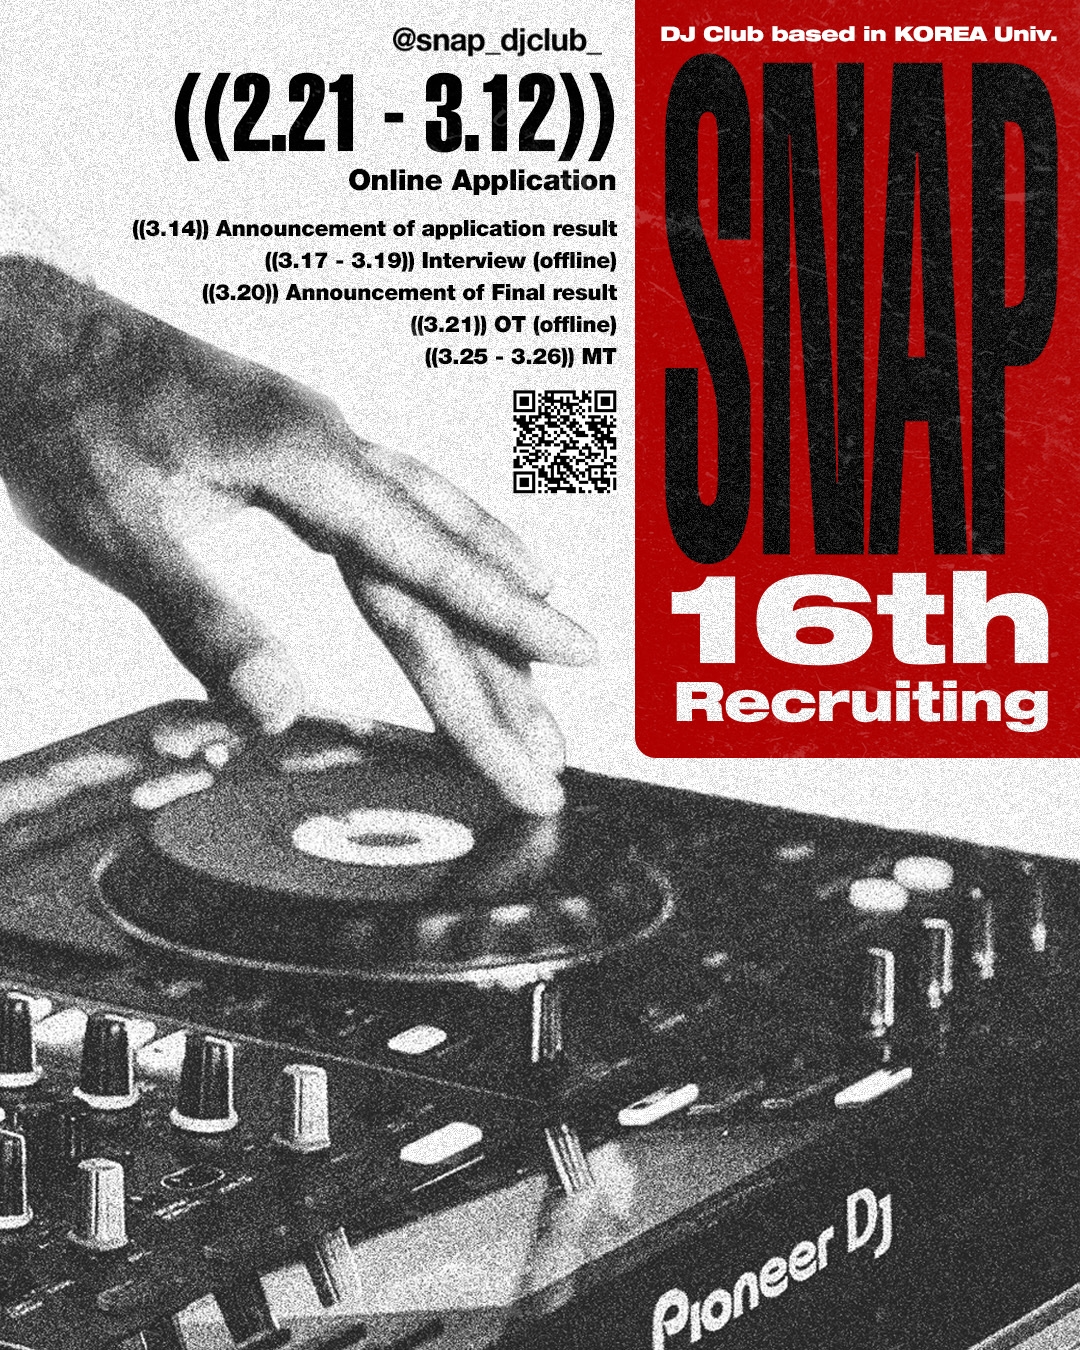 @snap_djclub_
((2.21 - 3.12))
Online Application
((3.14)) Announcement of application result
((3.17 - 3.19)) Interview (offline)
((3.20)) Announcement of Final result
((3.21)) OT (offline)
((3.25 - 3.26)) MT
DJ Club based in KOREA Univ.
SNAP
16th
Recruiting
Pioneer DJ